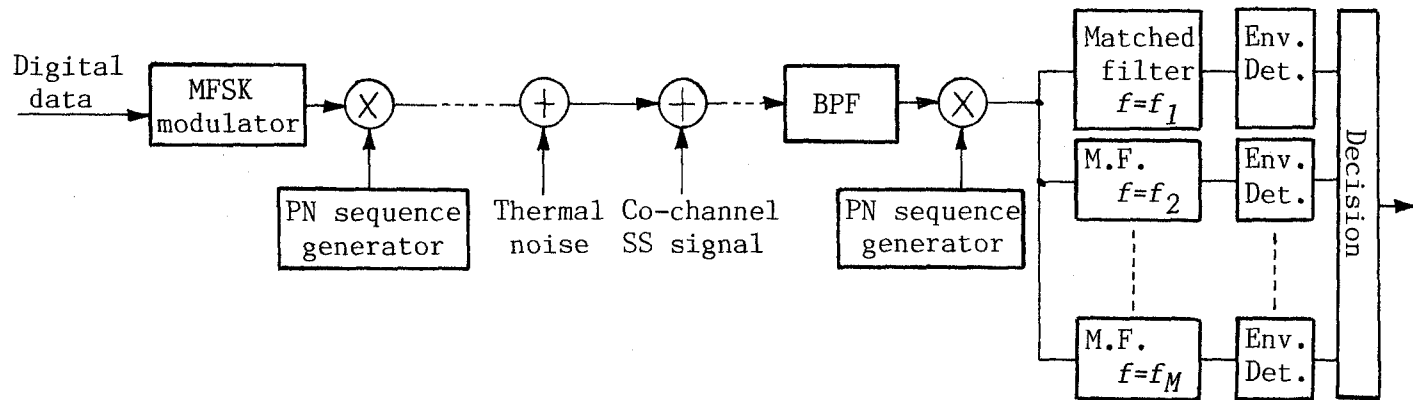 Digital
data
MFSK
modulator
×
PN sequence
generator
+
Thermal
noise
+
Co-channel
SS signal
BPF
×
PN sequence
generator
Matched
filter
f=f1
Env.
Det.
M.F.
f=f2
Env.
Det.
M.F.
f=fM
Env.
Det.
Decision